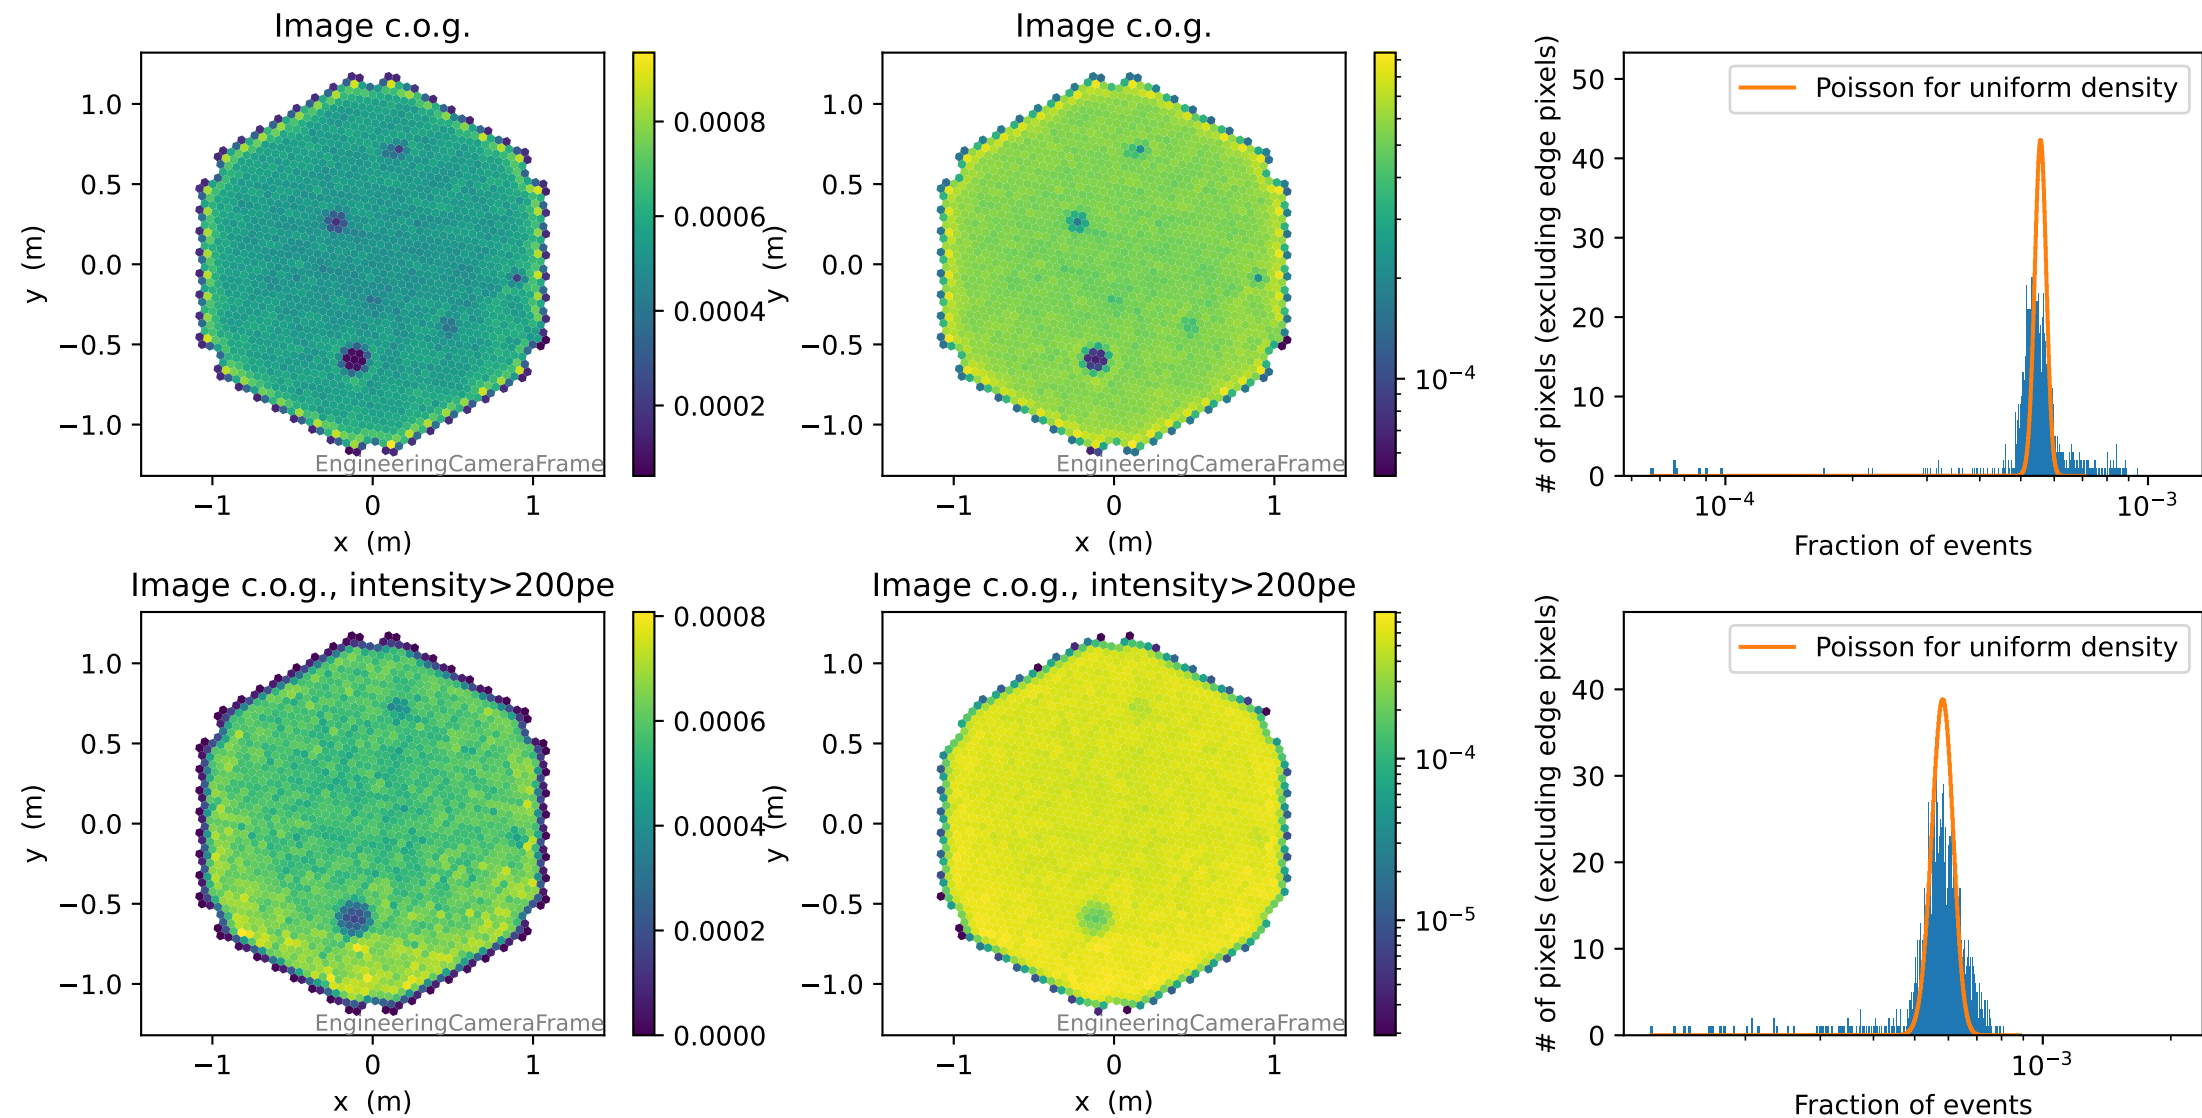 Image c.o.g.
1.0
0.5
0.0
−0.5
−1.0
y (m)
−1
0
1
x (m)
EngineeringCameraFrame
0.0008
0.0006
0.0004
0.0002
Image c.o.g.
1.0
0.5
0.0
−0.5
−1.0
y (m)
−1
0
1
x (m)
EngineeringCameraFrame
10⁻⁴
Poisson for uniform density
50
40
30
20
10
0
# of pixels (excluding edge pixels)
10⁻⁴
10⁻³
Fraction of events
Image c.o.g., intensity>200pe
1.0
0.5
0.0
−0.5
−1.0
y (m)
−1
0
1
x (m)
EngineeringCameraFrame
0.0008
0.0006
0.0004
0.0002
0.0000
Image c.o.g., intensity>200pe
1.0
0.5
0.0
−0.5
−1.0
y (m)
−1
0
1
x (m)
EngineeringCameraFrame
10⁻⁴
10⁻⁵
Poisson for uniform density
40
30
20
10
0
# of pixels (excluding edge pixels)
10⁻³
Fraction of events